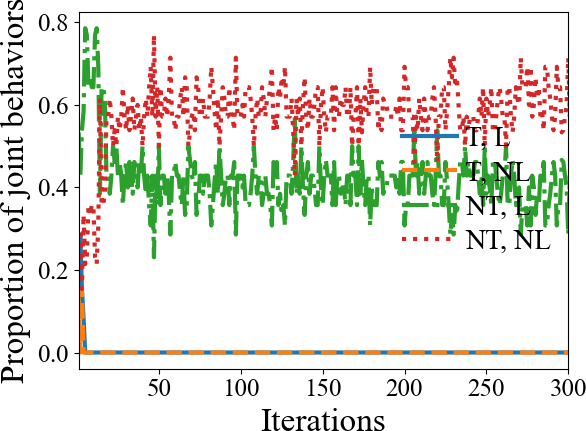 Proportion of joint behaviors
0.8
0.6
0.4
0.2
0.0
T, L
T, NL
NT, L
NT, NL
50
100
150
200
250
300
Iterations